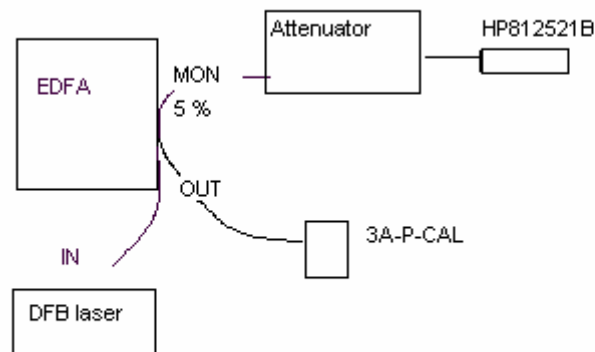 Attenuator
HP812521B
EDFA
MON
5 %
OUT
3A-P-CAL
IN
DFB laser